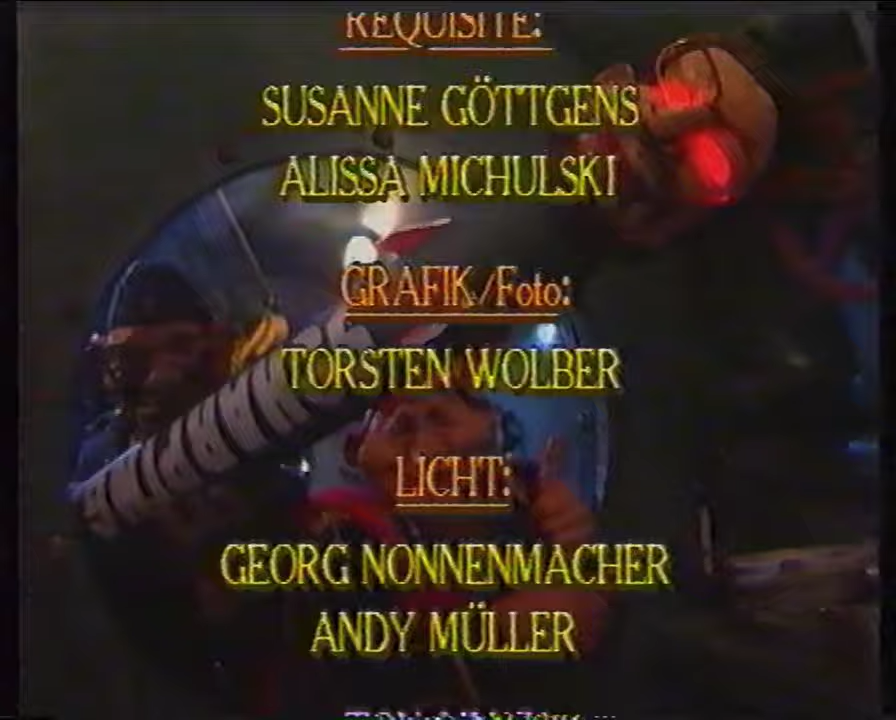 REQUISITE:
SUSANNE GÖTTGENS
ALISSA MICHULSKI
GRAFIK/Foto:
TORSTEN WOLBER
LICHT:
GEORG NONNENMACHER
ANDY MÜLLER